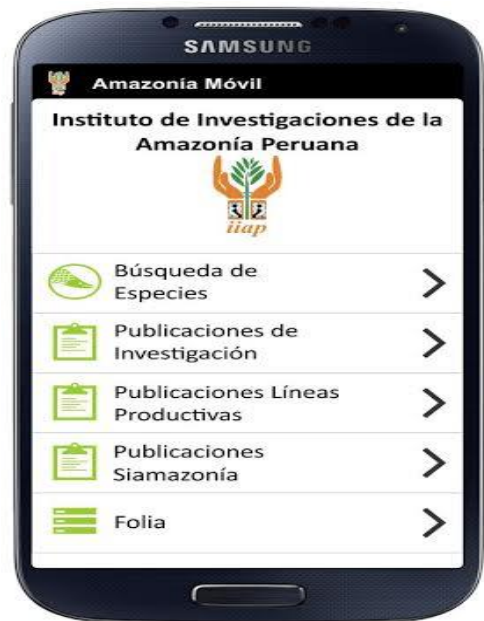 SAMSUNG
Amazonía Móvil
Instituto de Investigaciones de la
Amazonía Peruana
iiap
Búsqueda de
Especies
Publicaciones de
Investigación
Publicaciones Líneas
Productivas
Publicaciones
Siamazonía
Folia